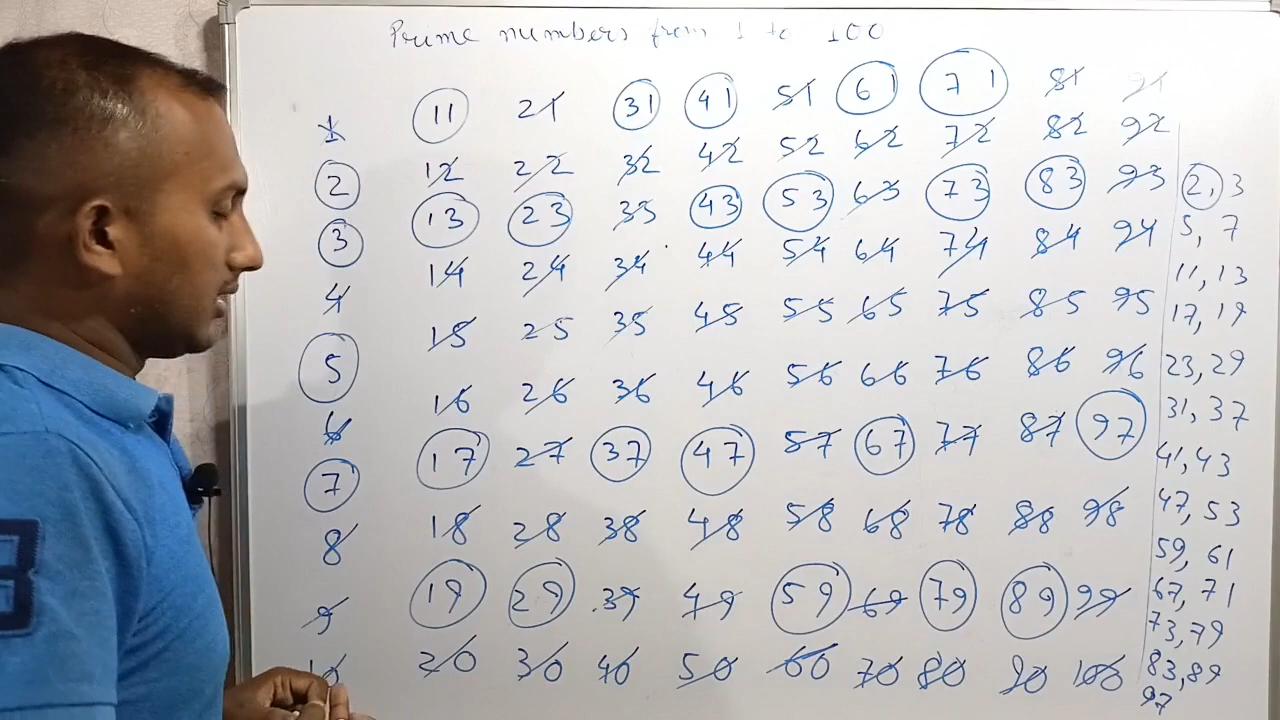 Prime numbers from 1 to 100
1 11 21 31 41 51 61 71 81 91
2 12 22 32 42 52 62 72 82 92
3 13 23 33 43 53 63 73 83 93
4 14 24 34 44 54 64 74 84 94
5 15 25 35 45 55 65 75 85 95
6 16 26 36 46 56 66 76 86 96
7 17 27 37 47 57 67 77 87 97
8 18 28 38 48 58 68 78 88 98
9 19 29 39 49 59 69 79 89 99
10 20 30 40 50 60 70 80 90 100
2, 3
5, 7
11, 13
17, 19
23, 29
31, 37
41, 43
47, 53
59, 61
67, 71
73, 79
83, 89
97